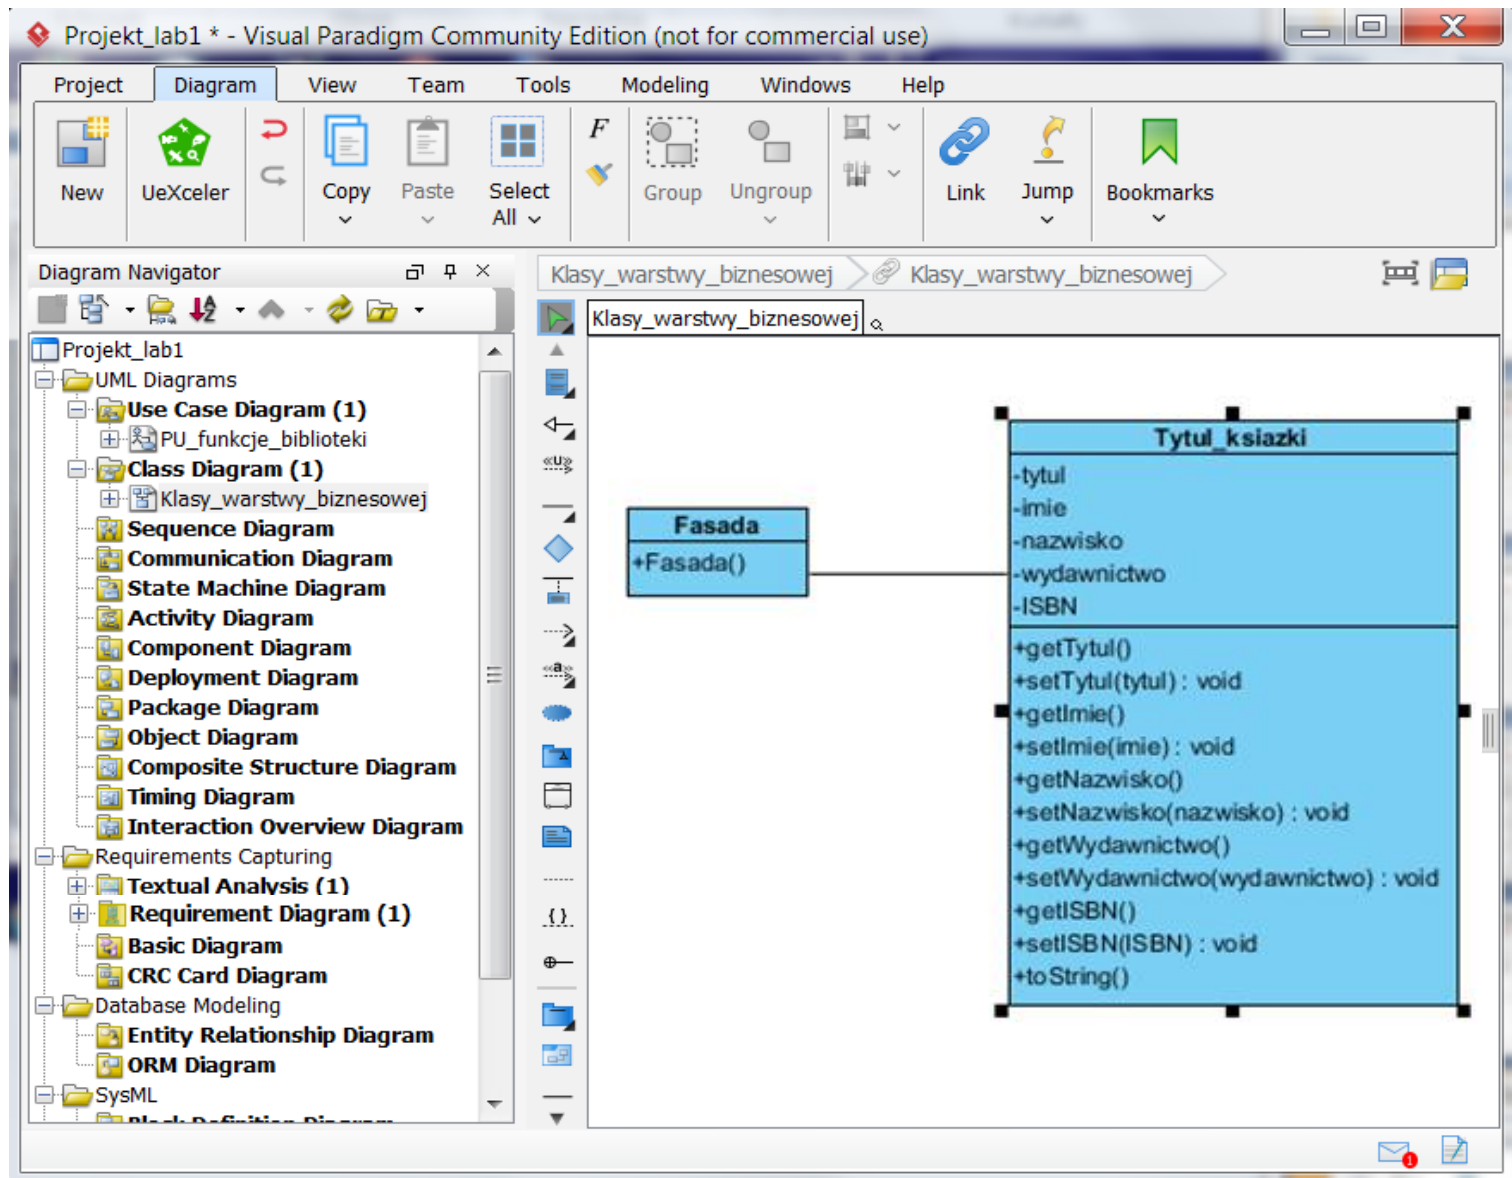 Projekt_lab1 * - Visual Paradigm Community Edition (not for commercial use)
Project Diagram View Team Tools Modeling Windows Help
New
UeXceler
Copy
Paste
Select
All
F
Group
Ungroup
Link
Jump
Bookmarks
Diagram Navigator
Klasy_warstwy_biznesowej Klasy_warstwy_biznesowej
Klasy_warstwy_biznesowej
Projekt_lab1
UML Diagrams
Use Case Diagram (1)
PU_funkcje_biblioteki
Class Diagram (1)
Klasy_warstwy_biznesowej
Sequence Diagram
Communication Diagram
State Machine Diagram
Activity Diagram
Component Diagram
Deployment Diagram
Package Diagram
Object Diagram
Composite Structure Diagram
Timing Diagram
Interaction Overview Diagram
Requirements Capturing
Textual Analysis (1)
Requirement Diagram (1)
Basic Diagram
CRC Card Diagram
Database Modeling
Entity Relationship Diagram
ORM Diagram
SysML
Block Definition Diagram
«U»
«a»
{ }
Fasada
+Fasada()
Tytul_ksiazki
-tytul
-imie
-nazwisko
-wydawnictwo
-ISBN
+getTytul()
+setTytul(tytul) : void
+getImie()
+setImie(imie) : void
+getNazwisko()
+setNazwisko(nazwisko) : void
+getWydawnictwo()
+setWydawnictwo(wydawnictwo) : void
+getISBN()
+setISBN(ISBN) : void
+toString()
1